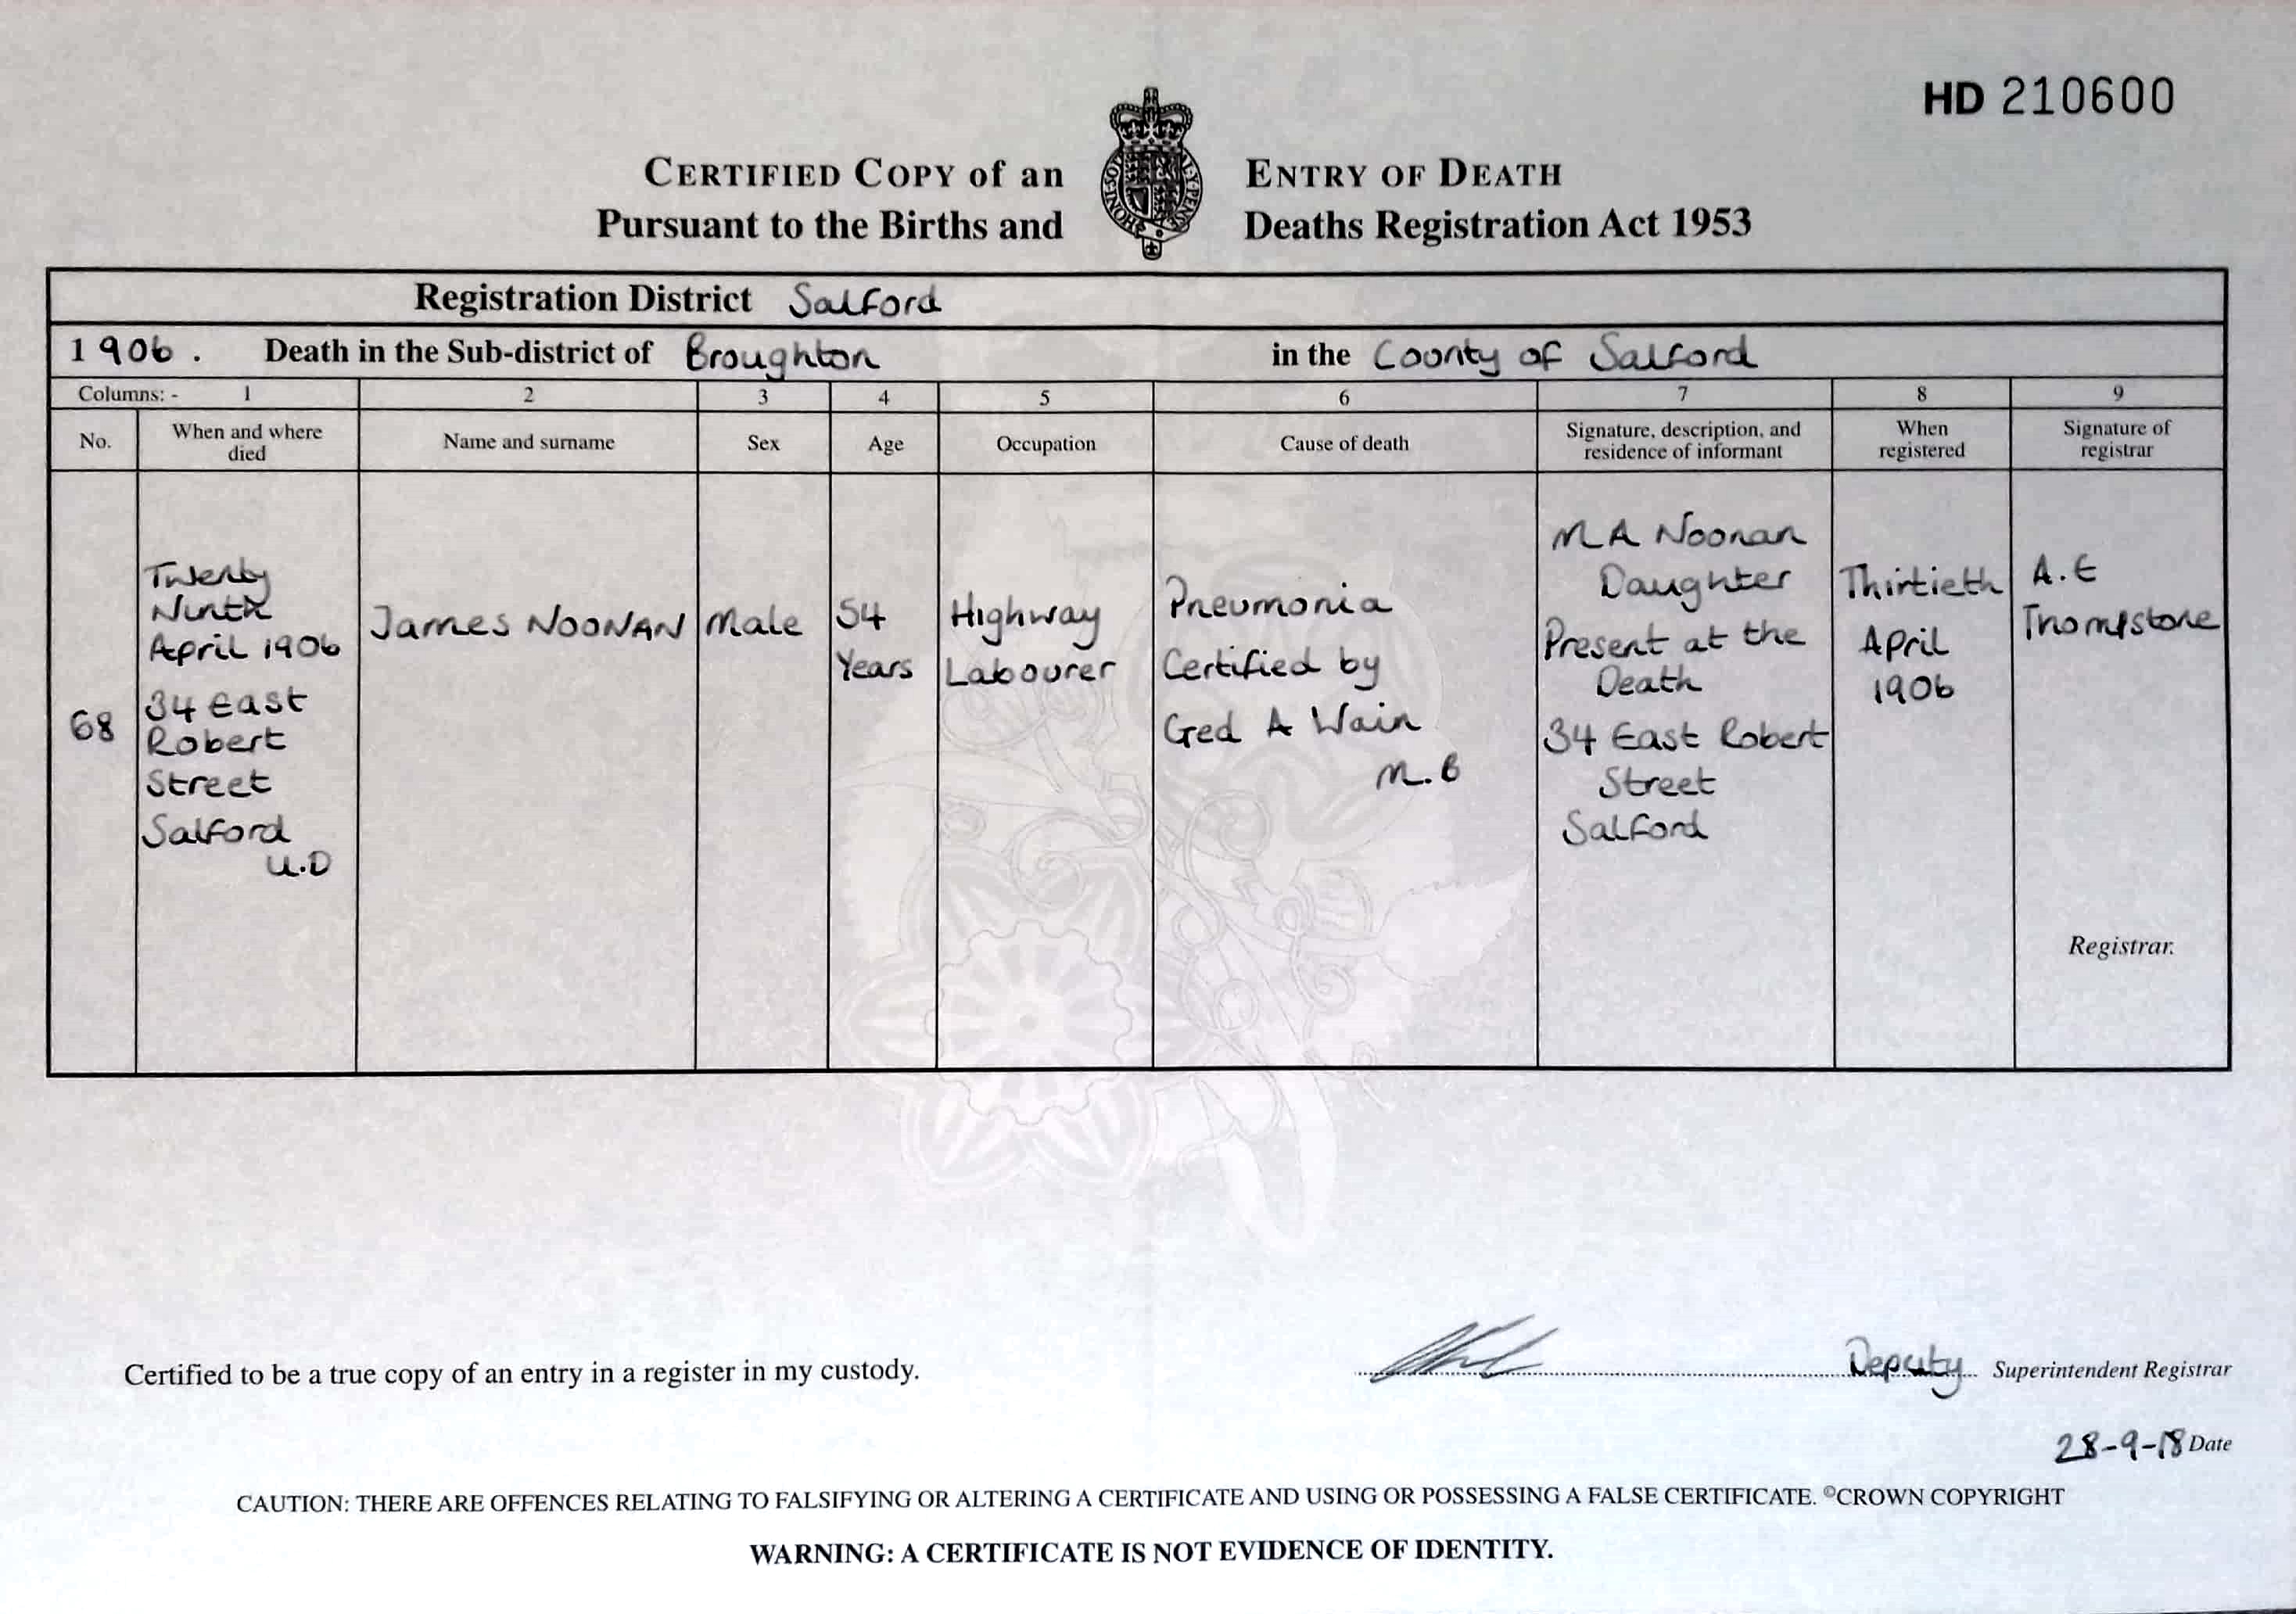 HD 210600
CERTIFIED COPY of an ENTRY OF DEATH
Pursuant to the Births and Deaths Registration Act 1953
Registration District Salford
1906. Death in the Sub-district of Broughton in the County of Salford
Columns: - 1 2 3 4 5 6 7 8 9
No.
When and where
died
Name and surname
Sex
Age
Occupation
Cause of death
Signature, description, and
residence of informant
When
registered
Signature of
registrar
68
Twenty
Ninth
April 1906
34 East
Robert
Street
Salford
U.D
James NOONAN
Male
54
Years
Highway
Labourer
Pneumonia
Certified by
Ged A Wain
M.B
M A Noonan
Daughter
Present at the
Death
34 East Robert
Street
Salford
Thirtieth
April
1906
A.E
Thompstone
Registrar.
Certified to be a true copy of an entry in a register in my custody.
Deputy Superintendent Registrar
28-9-18 Date
CAUTION: THERE ARE OFFENCES RELATING TO FALSIFYING OR ALTERING A CERTIFICATE AND USING OR POSSESSING A FALSE CERTIFICATE. ©CROWN COPYRIGHT
WARNING: A CERTIFICATE IS NOT EVIDENCE OF IDENTITY.